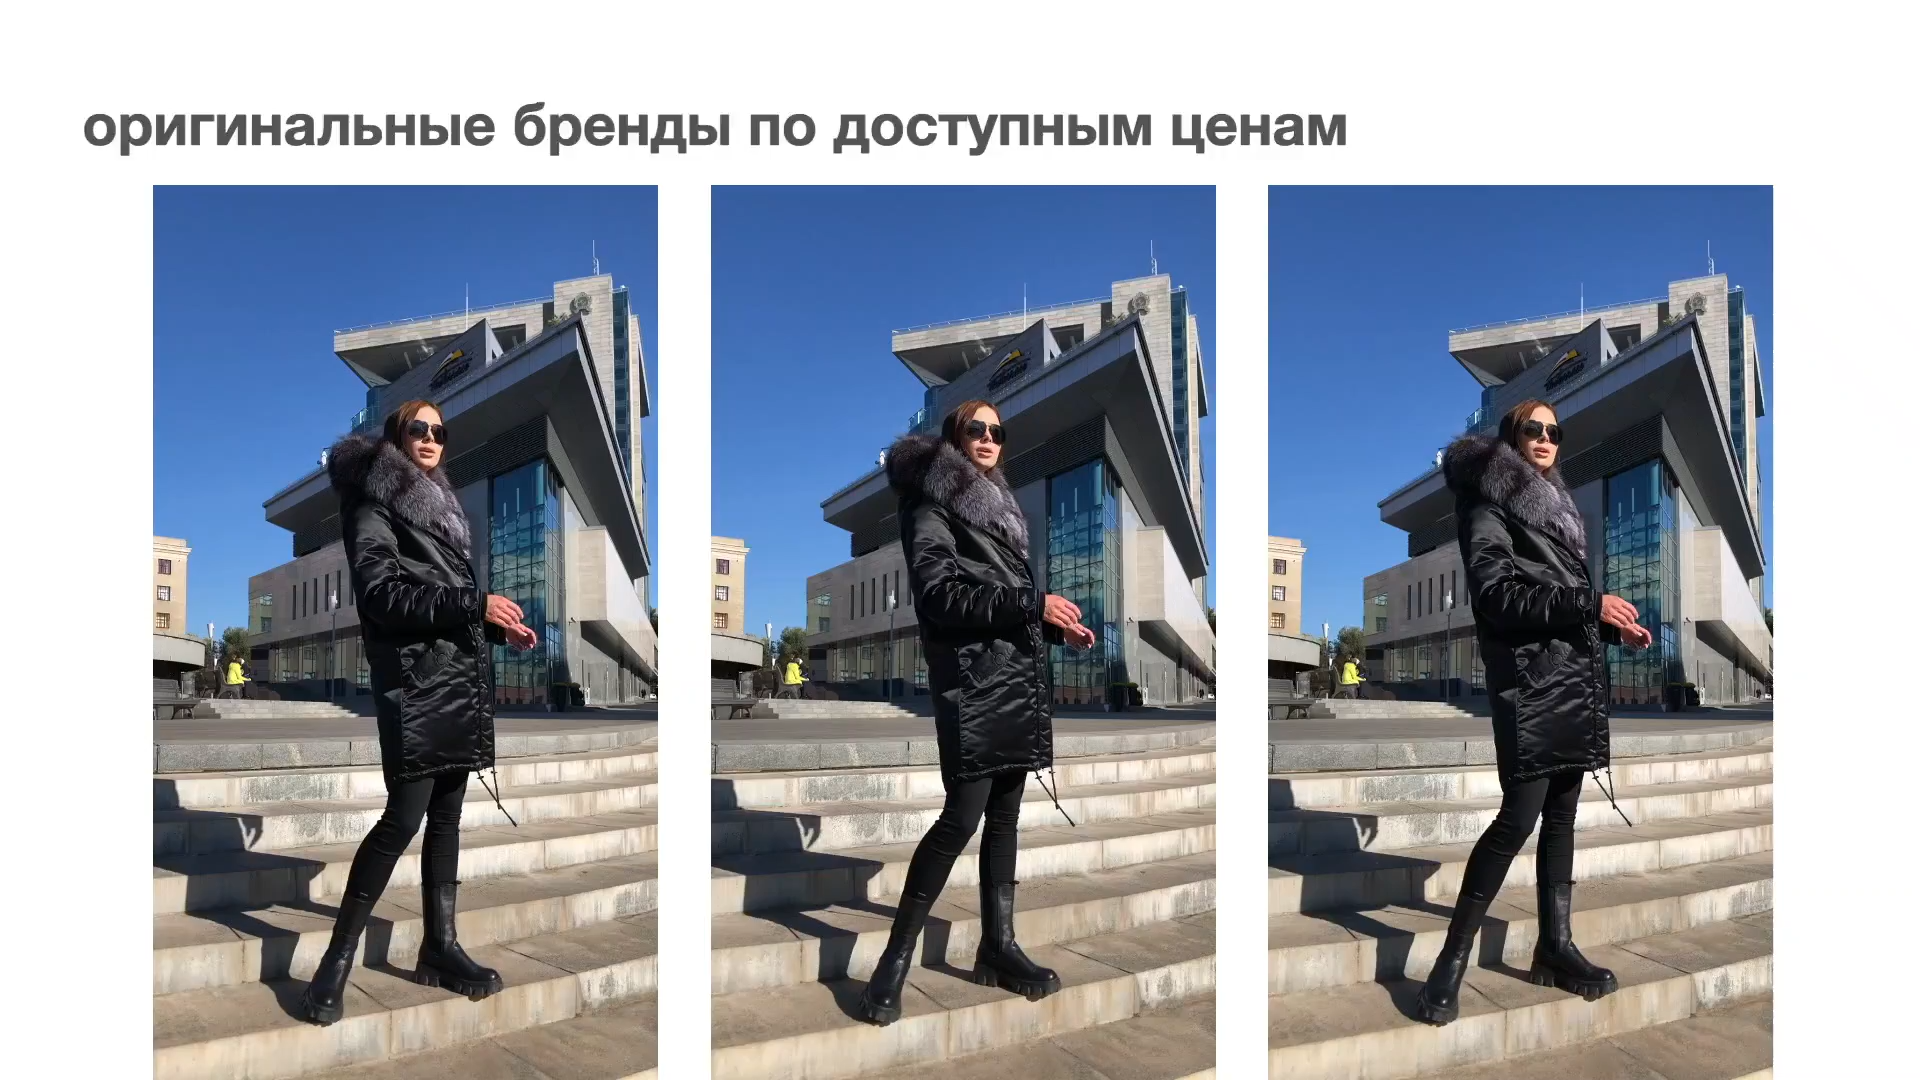 оригинальные бренды по доступным ценам